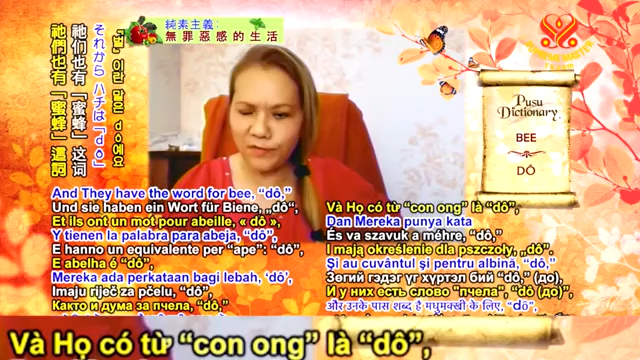 純素主義：
無罪惡感的生活
「벌」이란 말은 dô예요
それから ハチは「dô」
祂们也有「蜜蜂」这词
祂們也有「蜜蜂」這詞
Pusu
Dictionary
BEE
DÔ
And They have the word for bee, “dô,”
Und sie haben ein Wort für Biene, „dô“,
Et ils ont un mot pour abeille, « dô »,
Y tienen la palabra para abeja, “dô”,
E hanno un equivalente per “ape”: “dô”,
E abelha é “dô”,
Mereka ada perkataan bagi lebah, ‘dô’,
Imaju riječ za pčelu, “dô”,
Както и дума за пчела, “dô,”
Và Họ có từ “con ong” là “dô”,
Dan Mereka punya kata
És va szavuk a méhre, “dô,”
I mają określenie dla pszczoły, „dô”,
Și au cuvântul și pentru albină, “dô,”
Зөгий гэдэг үг хүртэл бий “dô,” (до),
И у них есть слово "пчела", “dô (до)”,
और उनके पास शब्द है मधुमक्खी के लिए, “dô”,
Và Họ có từ “con ong” là “dô”,